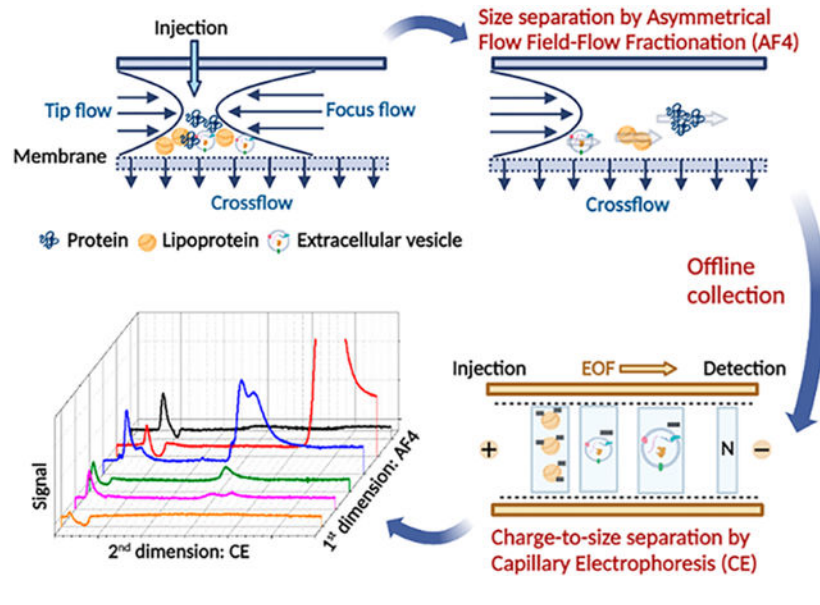 Injection
Tip flow
Focus flow
Membrane
Crossflow
Size separation by Asymmetrical
Flow Field-Flow Fractionation (AF4)
Crossflow
Protein
Lipoprotein
Extracellular vesicle
Offline
collection
Injection
EOF
Detection
+
N
−
Charge-to-size separation by
Capillary Electrophoresis (CE)
Signal
2nd dimension: CE
1st dimension: AF4